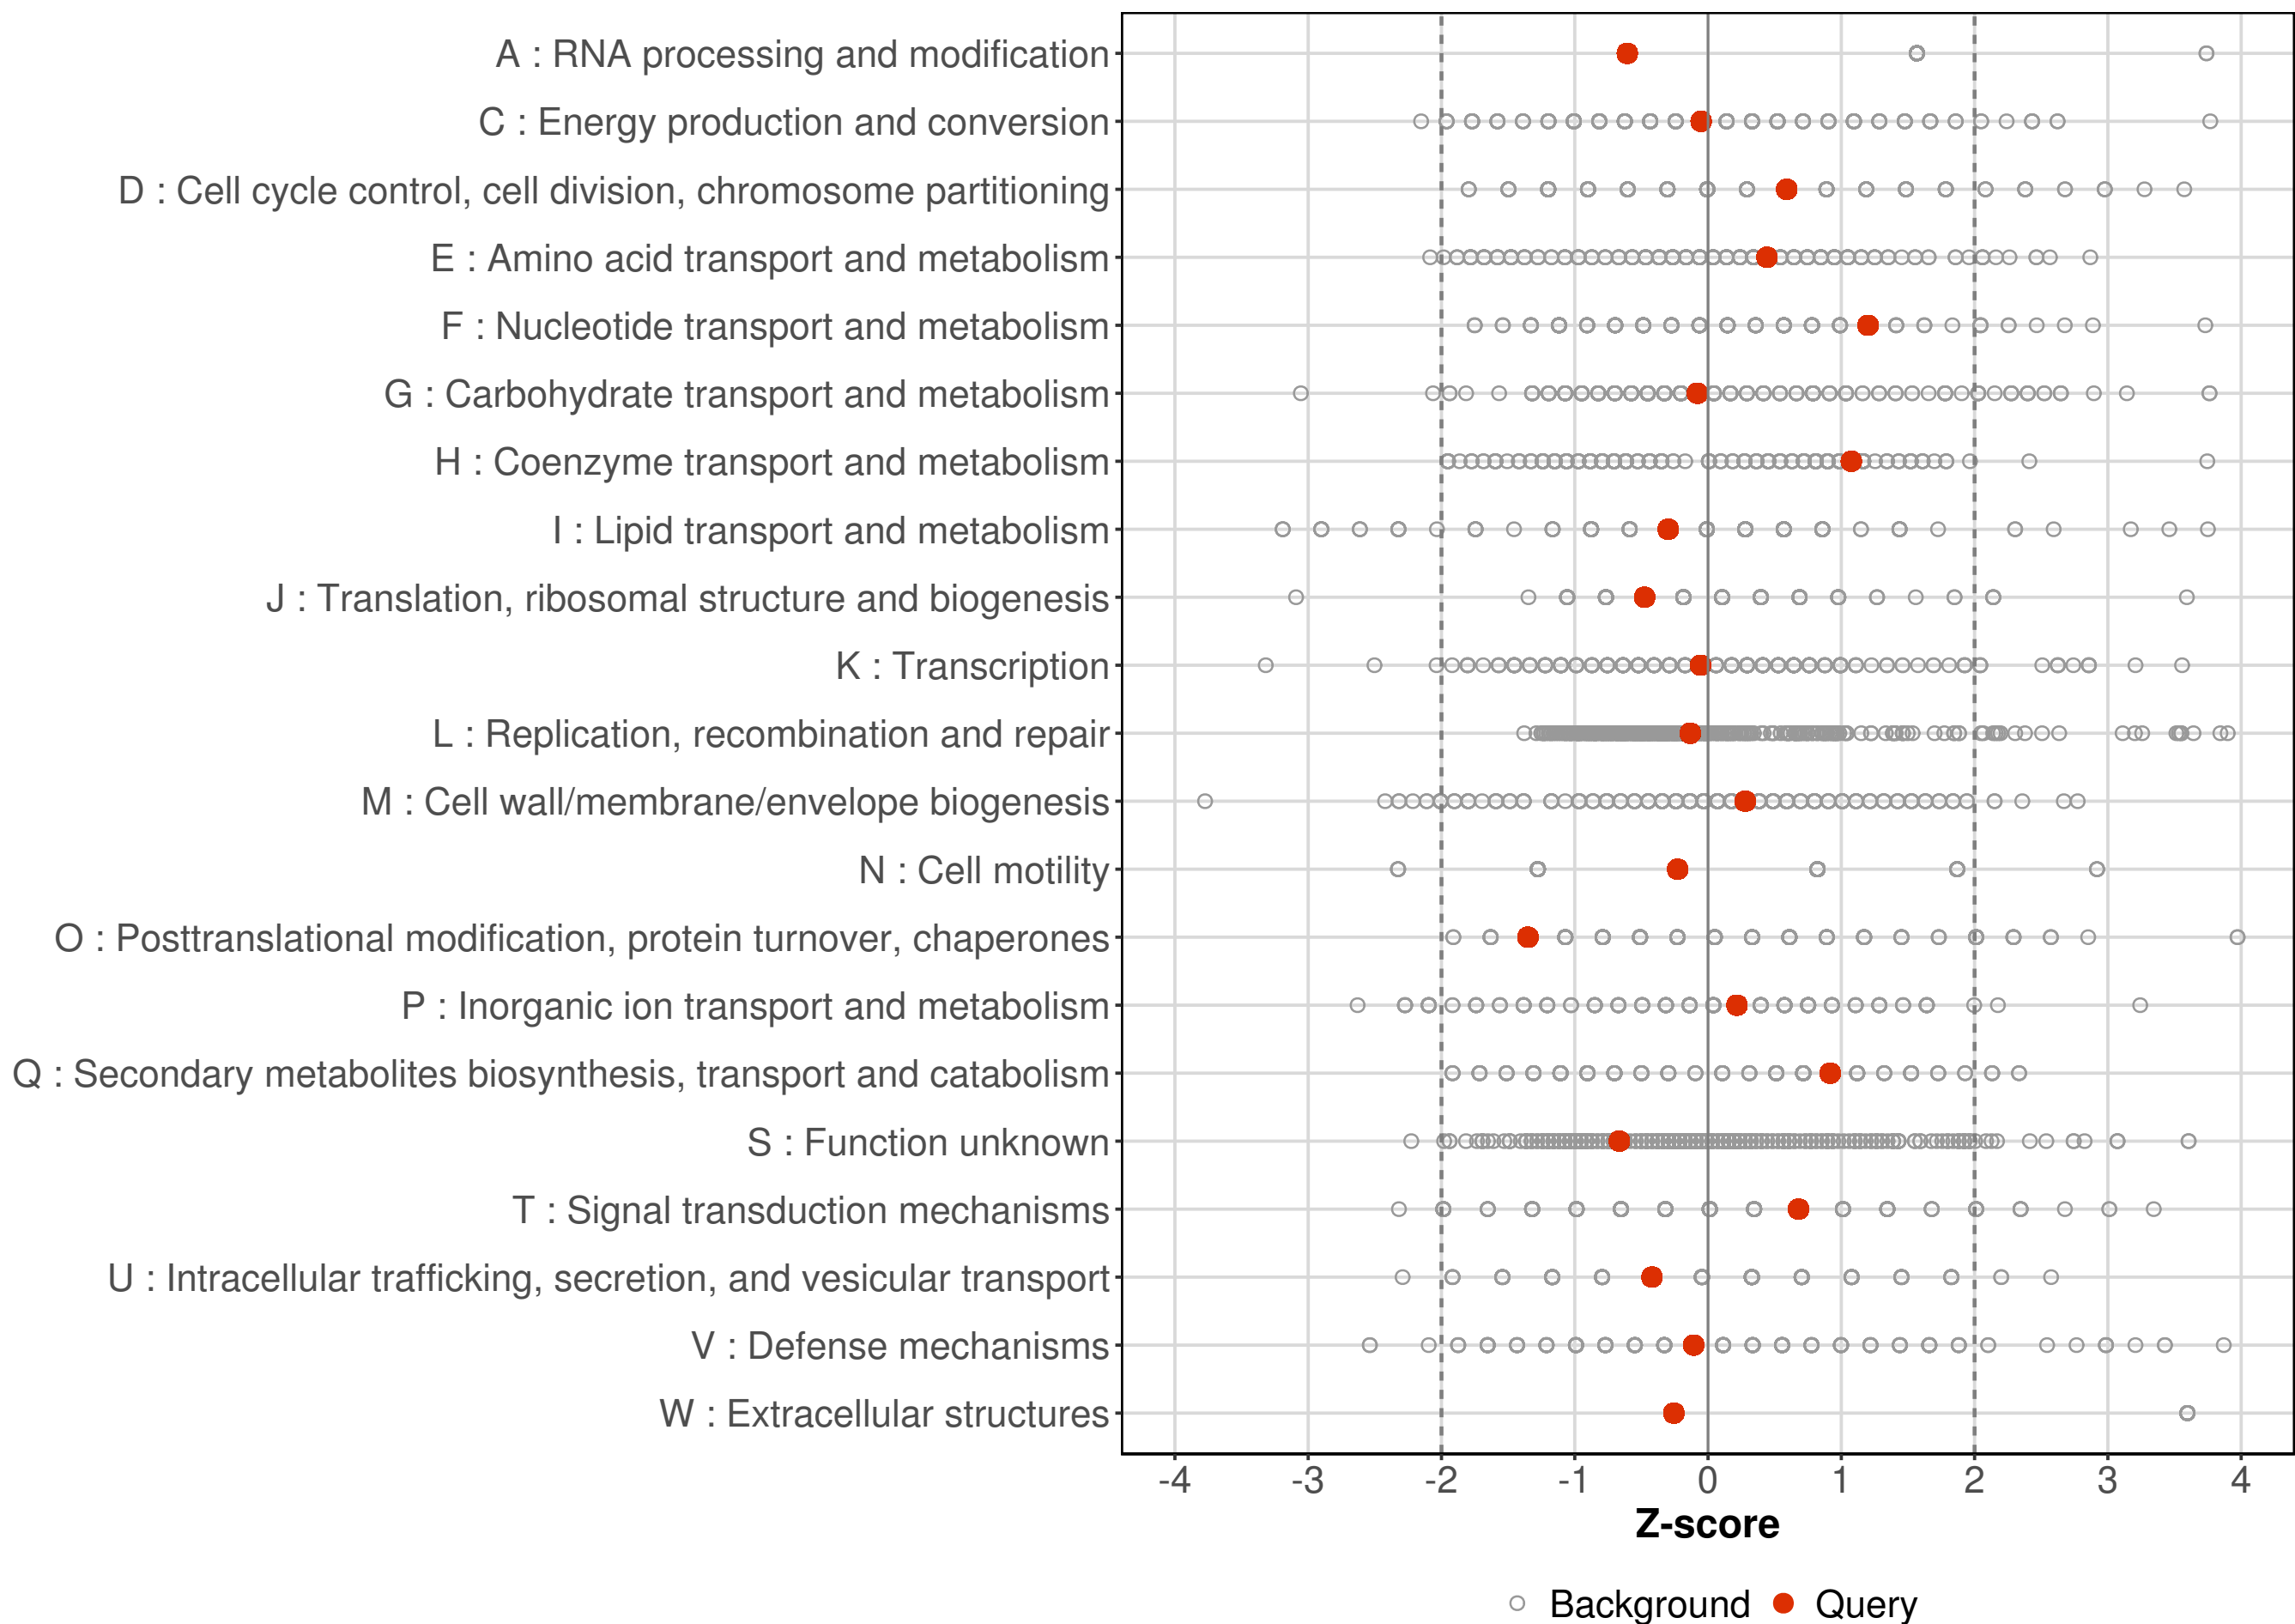 A : RNA processing and modification
C : Energy production and conversion
D : Cell cycle control, cell division, chromosome partitioning
E : Amino acid transport and metabolism
F : Nucleotide transport and metabolism
G : Carbohydrate transport and metabolism
H : Coenzyme transport and metabolism
I : Lipid transport and metabolism
J : Translation, ribosomal structure and biogenesis
K : Transcription
L : Replication, recombination and repair
M : Cell wall/membrane/envelope biogenesis
N : Cell motility
O : Posttranslational modification, protein turnover, chaperones
P : Inorganic ion transport and metabolism
Q : Secondary metabolites biosynthesis, transport and catabolism
S : Function unknown
T : Signal transduction mechanisms
U : Intracellular trafficking, secretion, and vesicular transport
V : Defense mechanisms
W : Extracellular structures
-4 -3 -2 -1 0 1 2 3 4
Z-score
Background Query